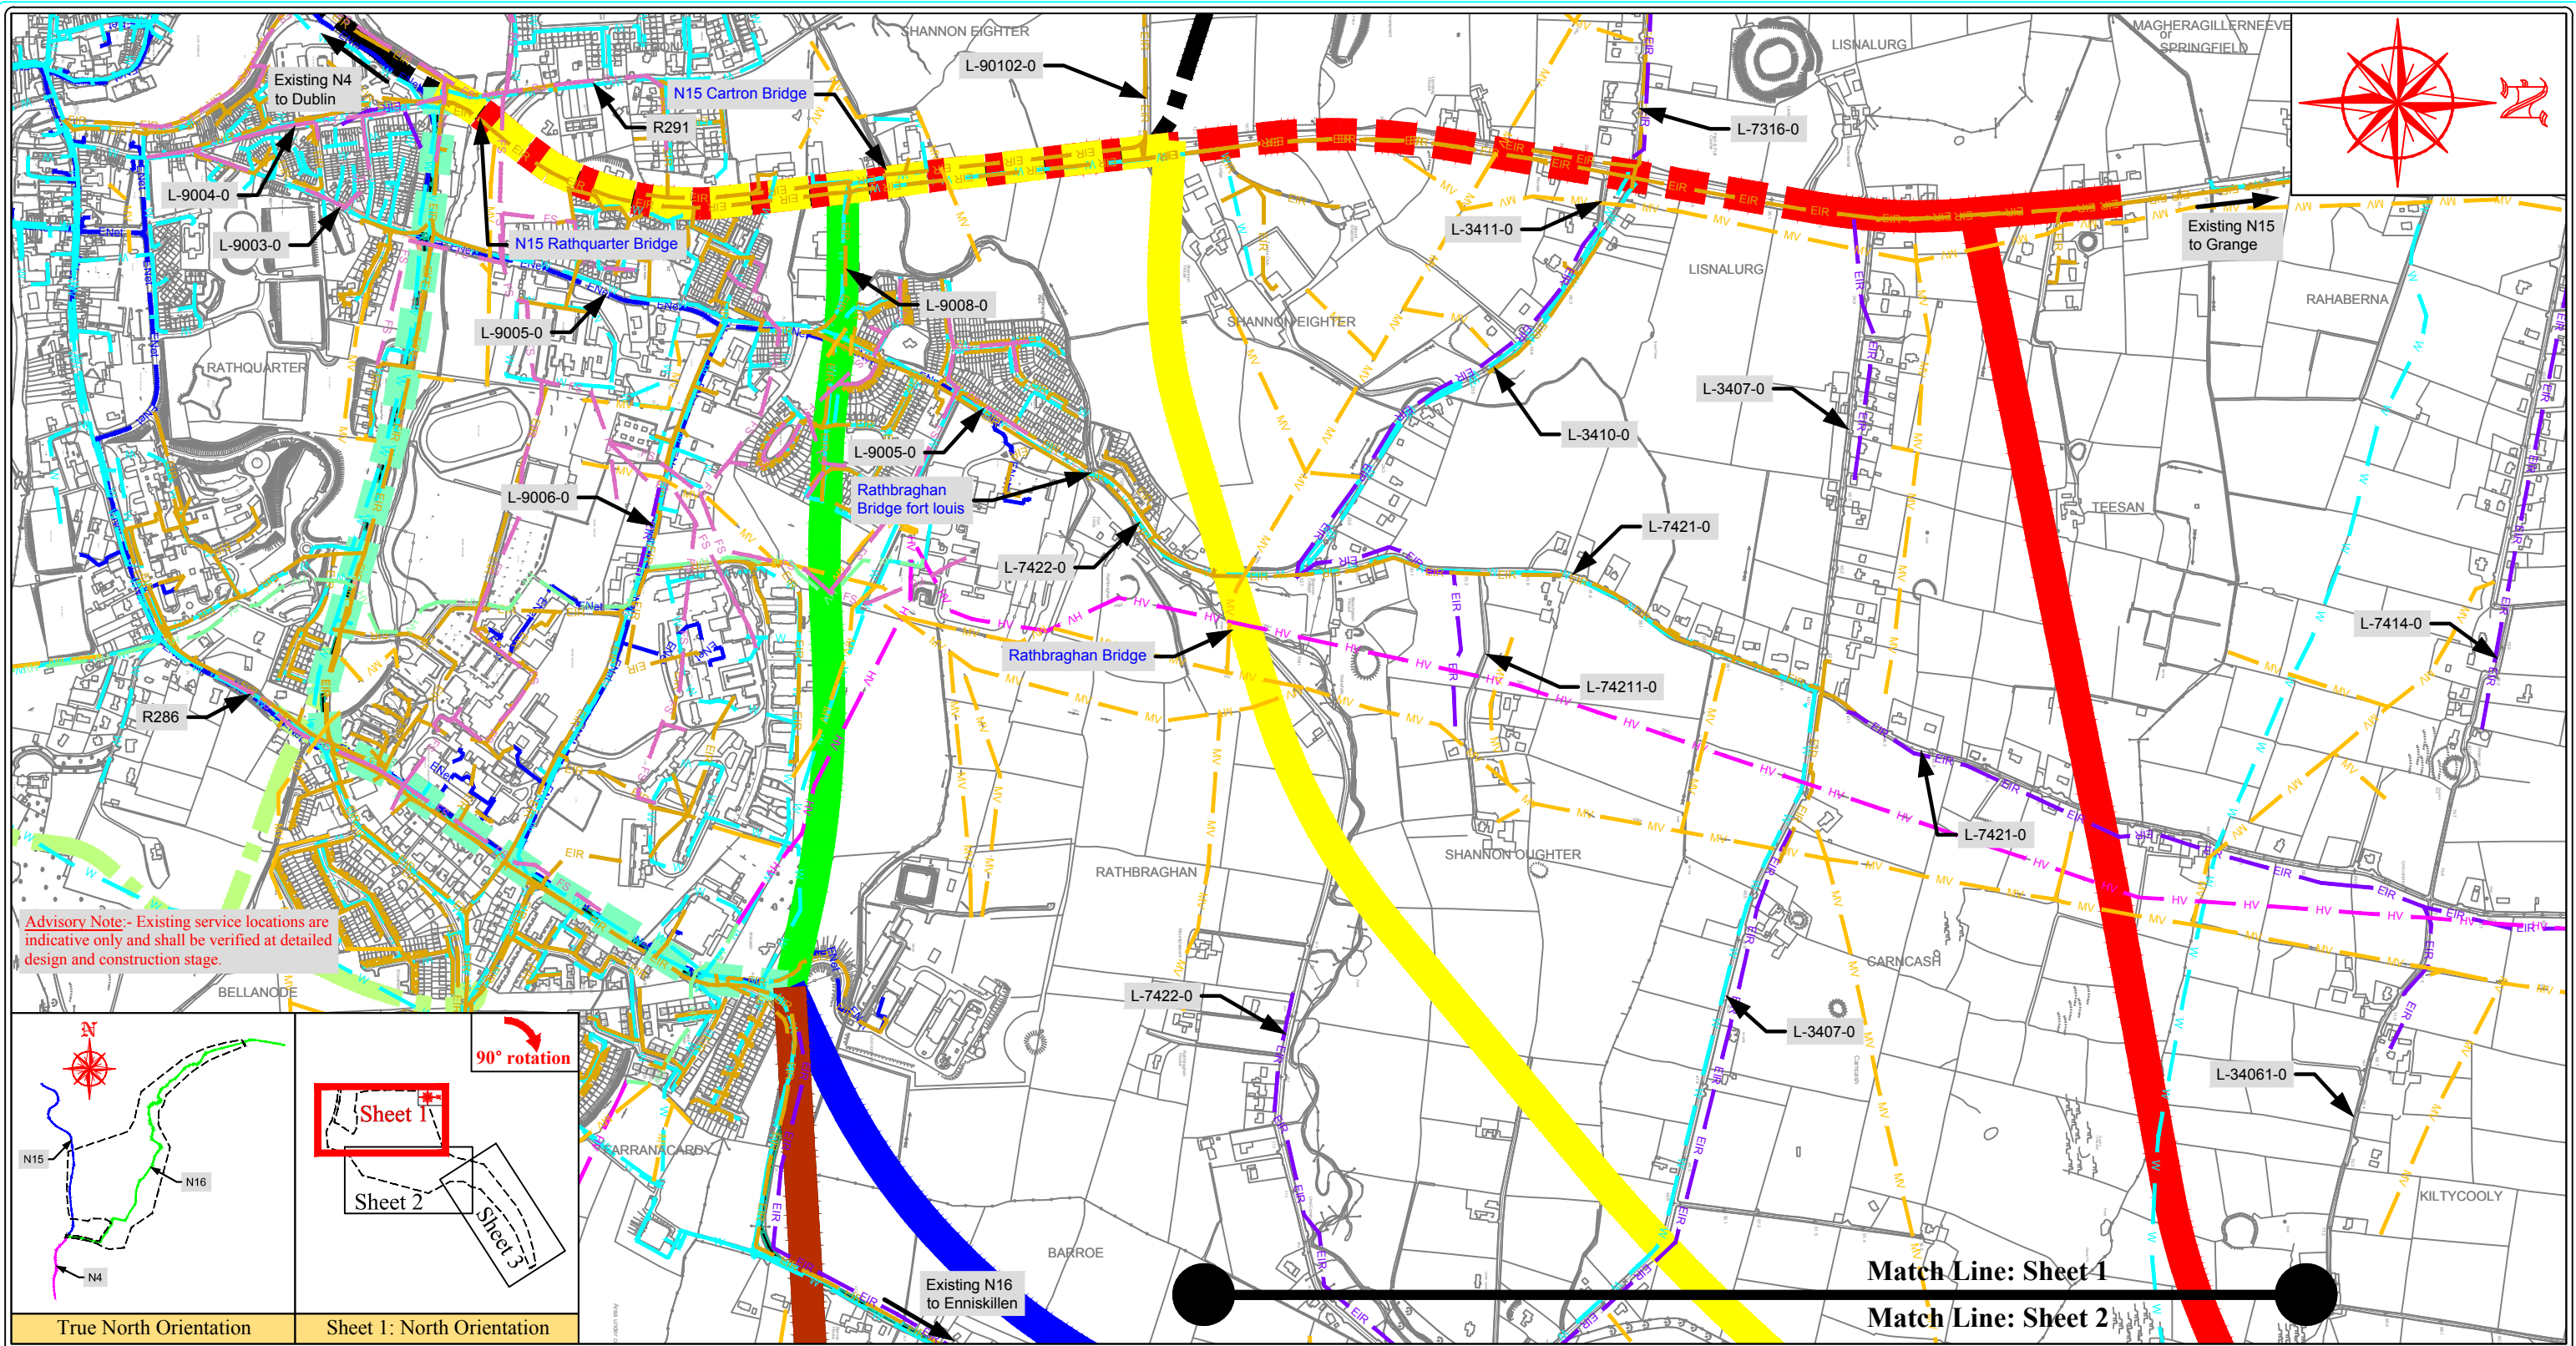 SHANNON EIGHTER
L-90102-0
LISNALURG
MAGHERAGILLERNEEVE
or
SPRINGFIELD
N
Existing N4
to Dublin
N15 Cartron Bridge
R291
L-7316-0
L-9004-0
L-9003-0
N15 Rathquarter Bridge
L-3411-0
Existing N15
to Grange
LISNALURG
RAHABERNA
L-9005-0
L-9008-0
SHANNON EIGHTER
RATHQUARTER
L-3407-0
L-9005-0
L-3410-0
L-9006-0
Rathbraghan
Bridge fort louis
TEESAN
L-7421-0
L-7422-0
L-7414-0
Rathbraghan Bridge
L-74211-0
R286
L-7421-0
SHANNON OUGHTER
RATHBRAGHAN
Advisory Note:- Existing service locations are
indicative only and shall be verified at detailed
design and construction stage.
CARNCASH
BELLANODE
L-7422-0
L-3407-0
L-34061-0
FARRANACARDY
KILTYCOOLY
BARROE
Existing N16
to Enniskillen
Match Line: Sheet 1
Match Line: Sheet 2
N
N15
N16
N4
True North Orientation
90° rotation
Sheet 1
Sheet 2
Sheet 3
Sheet 1: North Orientation
EIR
ENet
MV
HV
FS
W